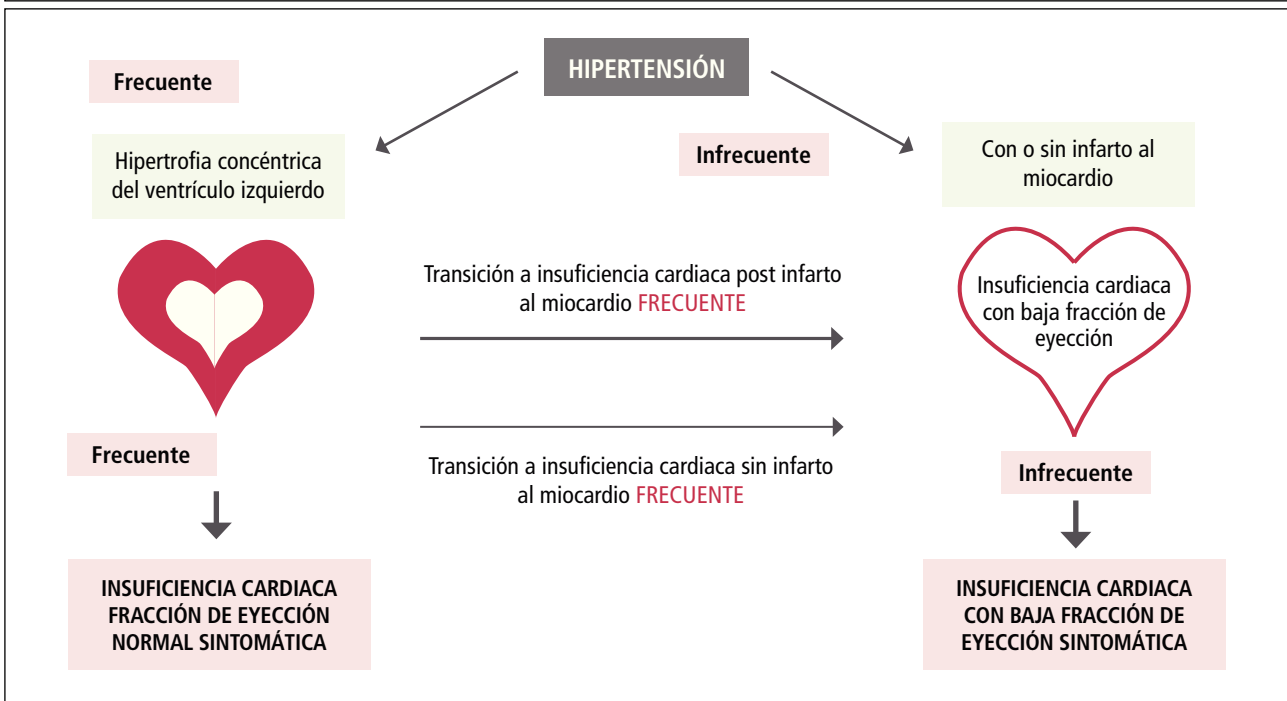 HIPERTENSIÓN
Frecuente
Hipertrofia concéntrica
del ventrículo izquierdo
Infrecuente
Con o sin infarto al
miocardio
Transición a insuficiencia cardiaca post infarto
al miocardio FRECUENTE
Insuficiencia cardiaca
con baja fracción de
eyección
Transición a insuficiencia cardiaca sin infarto
al miocardio FRECUENTE
Frecuente
Infrecuente
INSUFICIENCIA CARDIACA
FRACCIÓN DE EYECCIÓN
NORMAL SINTOMÁTICA
INSUFICIENCIA CARDIACA
CON BAJA FRACCIÓN DE
EYECCIÓN SINTOMÁTICA